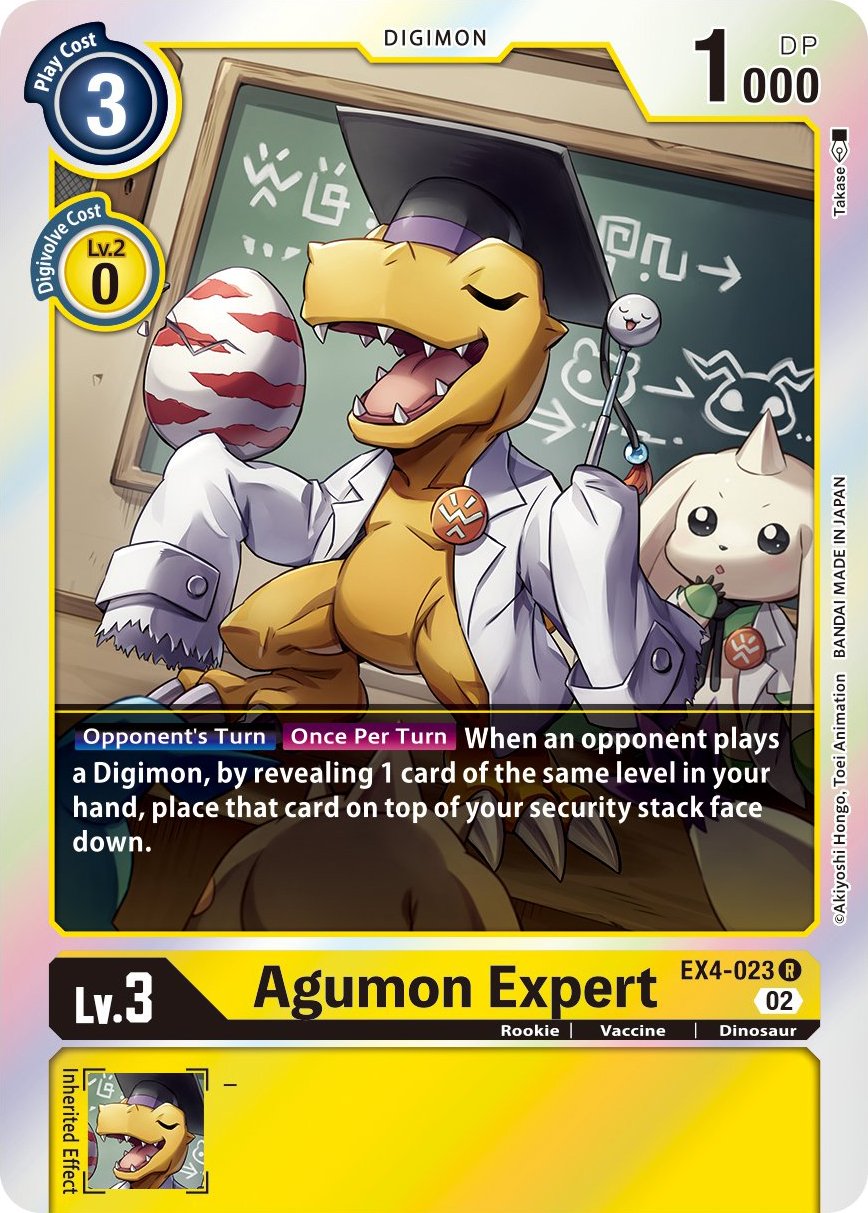 DIGIMON
Play Cost
3
1000
DP
Digivolve Cost
Lv.2
0
Takase
Opponent's Turn Once Per Turn When an opponent plays
a Digimon, by revealing 1 card of the same level in your
hand, place that card on top of your security stack face
down.
©Akiyoshi Hongo, Toei Animation BANDAI MADE IN JAPAN
Lv.3
Agumon Expert
EX4-023 R
02
Rookie | Vaccine | Dinosaur
Inherited Effect
–